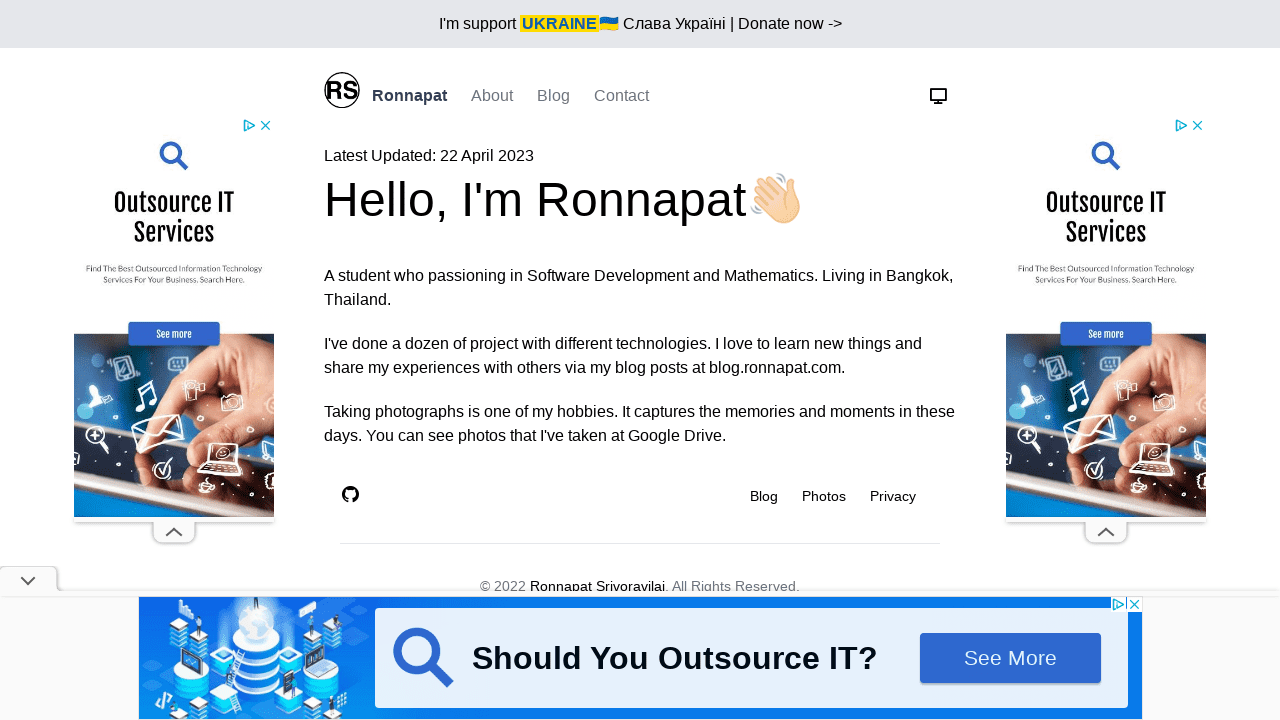 I'm support UKRAINE🇺🇦 Слава Україні | Donate now ->
RS
Ronnapat About Blog Contact
Latest Updated: 22 April 2023
Hello, I'm Ronnapat👋🏻
A student who passioning in Software Development and Mathematics. Living in Bangkok,
Thailand.
I've done a dozen of project with different technologies. I love to learn new things and
share my experiences with others via my blog posts at blog.ronnapat.com.
Taking photographs is one of my hobbies. It captures the memories and moments in these
days. You can see photos that I've taken at Google Drive.
Blog Photos Privacy
© 2022 Ronnapat Srivoravilai. All Rights Reserved.
Outsource IT
Services
Find The Best Outsourced Information Technology
Services For Your Business. Search Here.
See more
Outsource IT
Services
Find The Best Outsourced Information Technology
Services For Your Business. Search Here.
See more
Should You Outsource IT?
See More